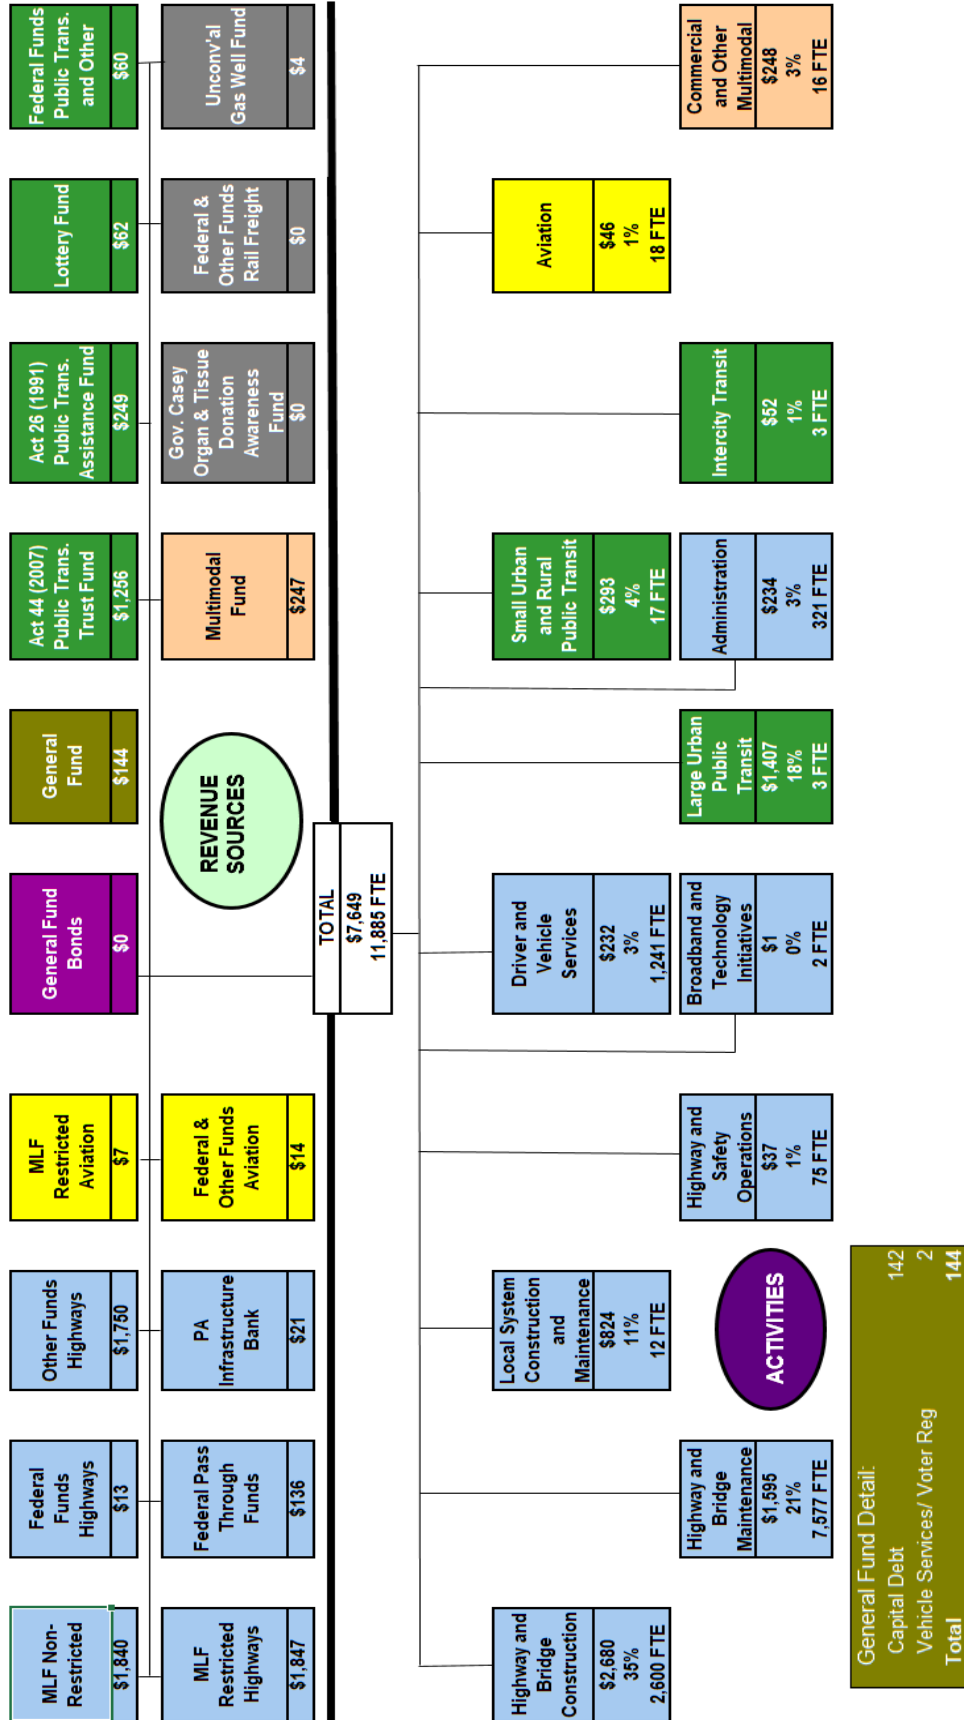 MLF Non-
Restricted
$1,840
Federal
Funds
Highways
$13
Other Funds
Highways
$1,750
MLF
Restricted
Aviation
$7
General Fund
Bonds
$0
General
Fund
$144
Act 44 (2007)
Public Trans.
Trust Fund
$1,256
Act 26 (1991)
Public Trans.
Assistance Fund
$249
Lottery Fund
$62
Federal Funds
Public Trans.
and Other
$60
MLF
Restricted
Highways
$1,847
Federal Pass
Through
Funds
$136
PA
Infrastructure
Bank
$21
Federal &
Other Funds
Aviation
$14
REVENUE
SOURCES
Multimodal
Fund
$247
Gov. Casey
Organ & Tissue
Donation
Awareness
Fund
$0
Federal &
Other Funds
Rail Freight
$0
Unconv'al
Gas Well Fund
$4
TOTAL
$7,649
11,885 FTE
Highway and
Bridge
Construction
$2,680
35%
2,600 FTE
Local System
Construction
and
Maintenance
$824
11%
12 FTE
Driver and
Vehicle
Services
$232
3%
1,241 FTE
Small Urban
and Rural
Public Transit
$293
4%
17 FTE
Aviation
$46
1%
18 FTE
Highway and
Bridge
Maintenance
$1,595
21%
7,577 FTE
ACTIVITIES
Highway and
Safety
Operations
$37
1%
75 FTE
Broadband and
Technology
Initiatives
$1
0%
2 FTE
Large Urban
Public
Transit
$1,407
18%
3 FTE
Administration
$234
3%
321 FTE
Intercity Transit
$52
1%
3 FTE
Commercial
and Other
Multimodal
$248
3%
16 FTE
General Fund Detail:
Capital Debt 142
Vehicle Services/ Voter Reg 2
Total 144